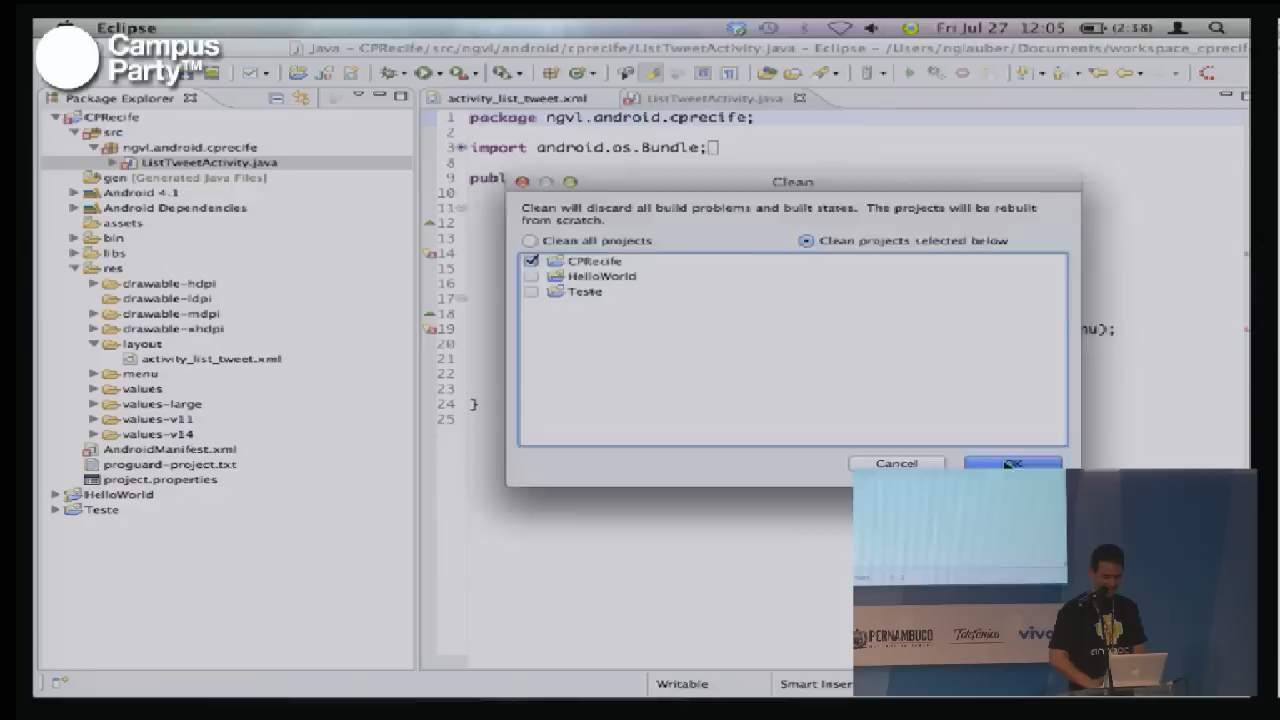 Eclipse
Fri Jul 27 12:05 (2:38)
Campus
Party™
Java - CPRecife/src/ngvl/android/cprecife/ListTweetActivity.java - Eclipse - /Users/nglauber/Documents/workspace_cprecif
Package Explorer
activity_list_tweet.xml
ListTweetActivity.java
CPRecife
src
ngvl.android.cprecife
ListTweetActivity.java
gen [Generated Java Files]
Android 4.1
Android Dependencies
assets
bin
libs
res
drawable-hdpi
drawable-ldpi
drawable-mdpi
drawable-xhdpi
layout
activity_list_tweet.xml
menu
values
values-large
values-v11
values-v14
AndroidManifest.xml
proguard-project.txt
project.properties
HelloWorld
Teste
1 package ngvl.android.cprecife;
2
3 import android.os.Bundle;
8
9 publ
10
11
12
13
14
15
16
17
18
19 nu);
20
21
22
23
24 }
25
Clean
Clean will discard all build problems and built states. The projects will be rebuilt
from scratch.
Clean all projects
Clean projects selected below
CPRecife
HelloWorld
Teste
Cancel
OK
Writable
Smart Inser
PERNAMBUCO
Telefónica
vivo